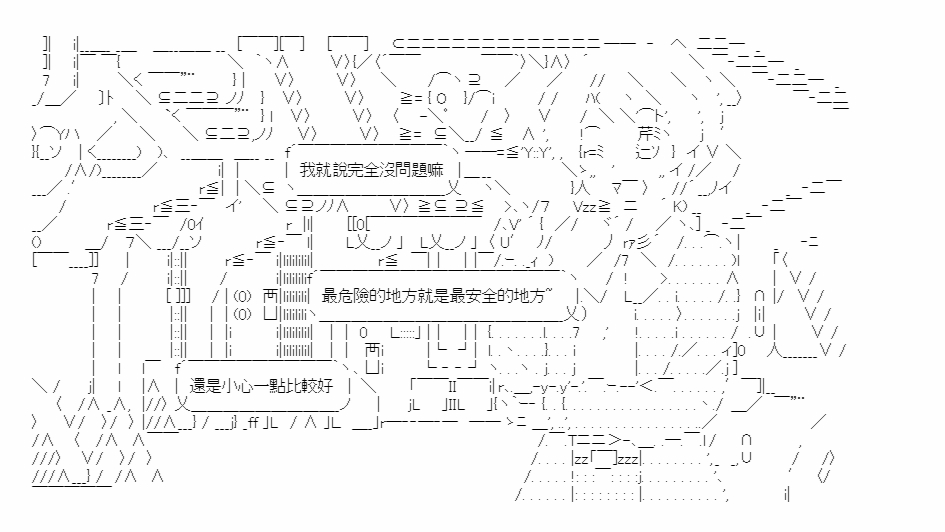 我就說完全沒問題嘛
最危險的地方就是最安全的地方~
還是小心一點比較好